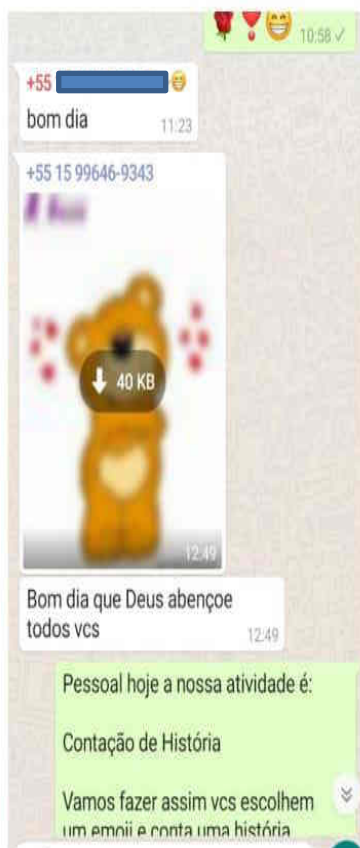 10:58
+55
bom dia
11:23
+55 15 99646-9343
40 KB
12:49
Bom dia que Deus abençoe
todos vcs
12:49
Pessoal hoje a nossa atividade é:
Contação de História
Vamos fazer assim vcs escolhem
um emoji e conta uma história